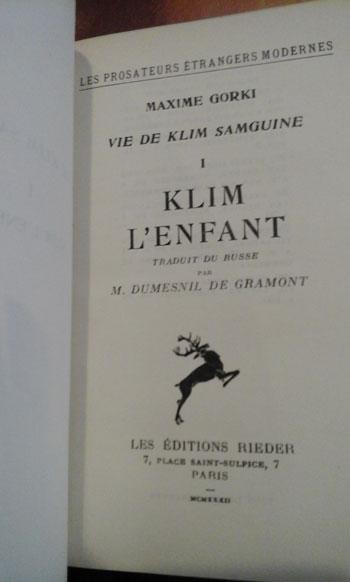 LES PROSATEURS ÉTRANGERS MODERNES
MAXIME GORKI
VIE DE KLIM SAMGUINE
I
KLIM
L'ENFANT
TRADUIT DU RUSSE
PAR
M. DUMESNIL DE GRAMONT
LES ÉDITIONS RIEDER
7, PLACE SAINT-SULPICE, 7
PARIS